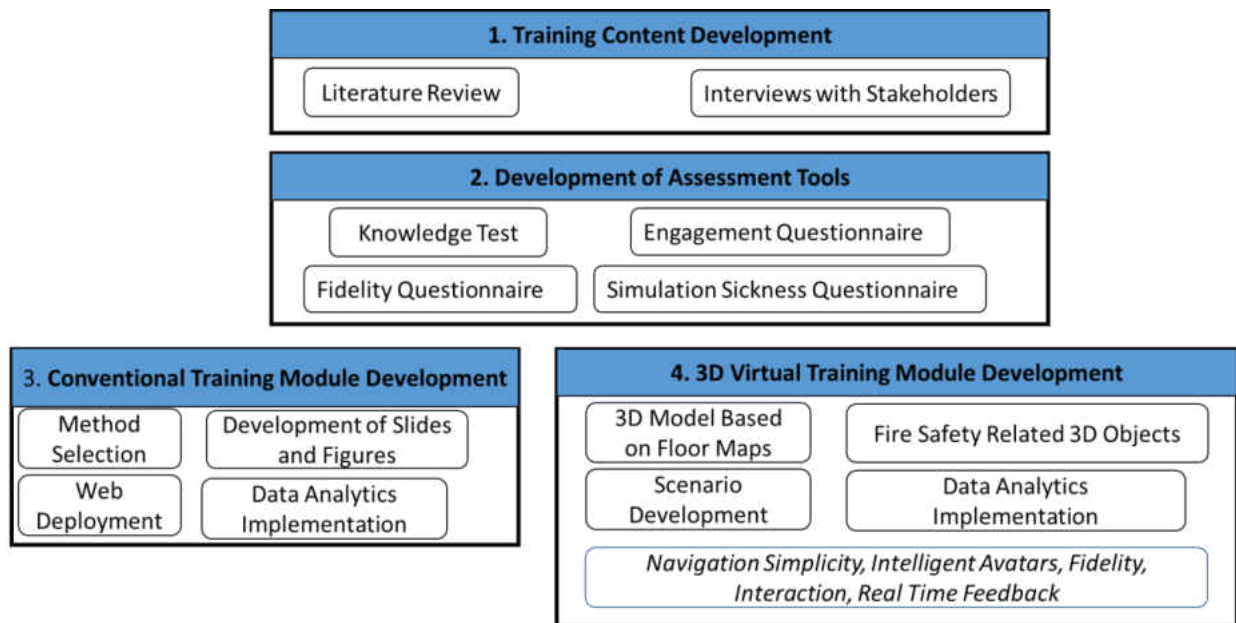 1. Training Content Development
Literature Review
Interviews with Stakeholders
2. Development of Assessment Tools
Knowledge Test
Engagement Questionnaire
Fidelity Questionnaire
Simulation Sickness Questionnaire
3. Conventional Training Module Development
Method
Selection
Development of Slides
and Figures
Web
Deployment
Data Analytics
Implementation
4. 3D Virtual Training Module Development
3D Model Based
on Floor Maps
Fire Safety Related 3D Objects
Scenario
Development
Data Analytics
Implementation
Navigation Simplicity, Intelligent Avatars, Fidelity,
Interaction, Real Time Feedback